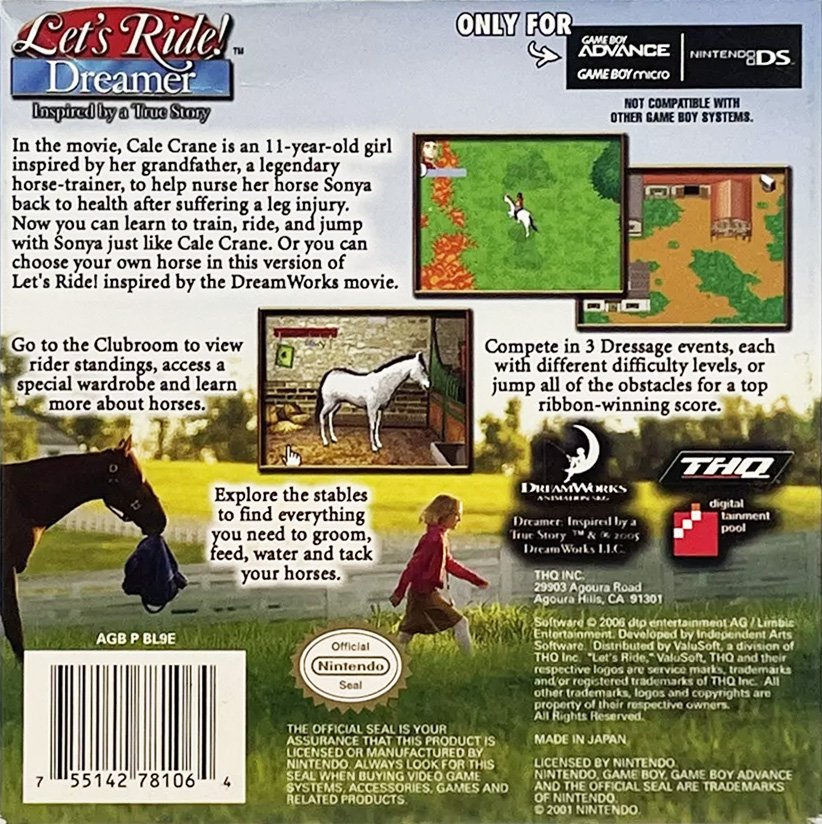 Let's Ride!™
Dreamer
Inspired by a True Story
ONLY FOR
GAME BOY
ADVANCE
GAME BOY micro
NINTENDO DS™
NOT COMPATIBLE WITH
OTHER GAME BOY SYSTEMS.
In the movie, Cale Crane is an 11-year-old girl
inspired by her grandfather, a legendary
horse-trainer, to help nurse her horse Sonya
back to health after suffering a leg injury.
Now you can learn to train, ride, and jump
with Sonya just like Cale Crane. Or you can
choose your own horse in this version of
Let's Ride! inspired by the DreamWorks movie.
Go to the Clubroom to view
rider standings, access a
special wardrobe and learn
more about horses.
Compete in 3 Dressage events, each
with different difficulty levels, or
jump all of the obstacles for a top
ribbon-winning score.
Explore the stables
to find everything
you need to groom,
feed, water and tack
your horses.
DREAMWORKS
ANIMATION SKG
THQ
Dreamer: Inspired by a
True Story ™ & © 2005
DreamWorks LLC.
digital
tainment
pool
THQ INC.
29903 Agoura Road
Agoura Hills, CA 91301
Software © 2006 dtp entertainment AG / Limbic
Entertainment. Developed by Independent Arts
Software. Distributed by ValuSoft, a division of
THQ Inc. "Let's Ride," ValuSoft, THQ and their
respective logos are service marks, trademarks
and/or registered trademarks of THQ Inc. All
other trademarks, logos and copyrights are
property of their respective owners.
All Rights Reserved.
MADE IN JAPAN
LICENSED BY NINTENDO.
NINTENDO, GAME BOY, GAME BOY ADVANCE
AND THE OFFICIAL SEAL ARE TRADEMARKS
OF NINTENDO.
© 2001 NINTENDO.
AGB P BL9E
7 55142 78106 4
Official
Nintendo
Seal
THE OFFICIAL SEAL IS YOUR
ASSURANCE THAT THIS PRODUCT IS
LICENSED OR MANUFACTURED BY
NINTENDO. ALWAYS LOOK FOR THIS
SEAL WHEN BUYING VIDEO GAME
SYSTEMS, ACCESSORIES, GAMES AND
RELATED PRODUCTS.